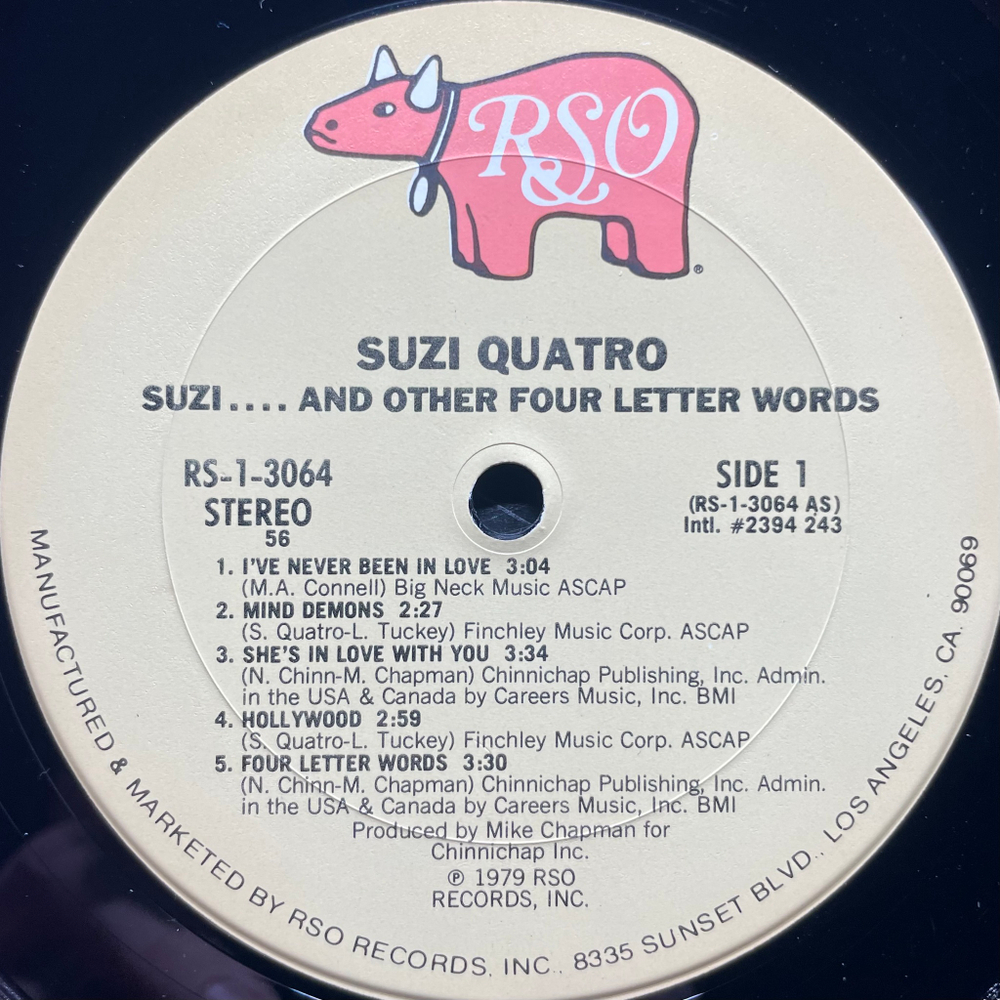 RSO
®
SUZI QUATRO
SUZI.... AND OTHER FOUR LETTER WORDS
RS-1-3064
STEREO
56
SIDE 1
(RS-1-3064 AS)
Intl. #2394 243
1. I'VE NEVER BEEN IN LOVE 3:04
(M.A. Connell) Big Neck Music ASCAP
2. MIND DEMONS 2:27
(S. Quatro-L. Tuckey) Finchley Music Corp. ASCAP
3. SHE'S IN LOVE WITH YOU 3:34
(N. Chinn-M. Chapman) Chinnichap Publishing, Inc. Admin.
in the USA & Canada by Careers Music, Inc. BMI
4. HOLLYWOOD 2:59
(S. Quatro-L. Tuckey) Finchley Music Corp. ASCAP
5. FOUR LETTER WORDS 3:30
(N. Chinn-M. Chapman) Chinnichap Publishing, Inc. Admin.
in the USA & Canada by Careers Music, Inc. BMI
Produced by Mike Chapman for
Chinnichap Inc.
℗ 1979 RSO
RECORDS, INC.
MANUFACTURED & MARKETED BY RSO RECORDS, INC., 8335 SUNSET BLVD., LOS ANGELES, CA. 90069